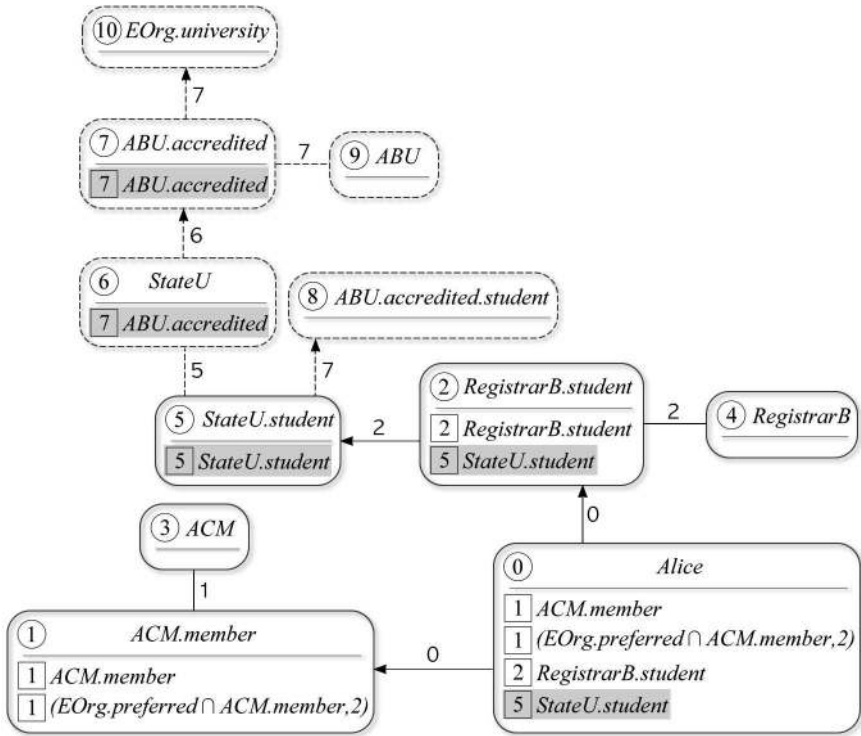 10 EOrg.university
7
7 ABU.accredited
7 ABU.accredited
7
9 ABU
6
6 StateU
7 ABU.accredited
8 ABU.accredited.student
5
7
5 StateU.student
5 StateU.student
2
2 RegistrarB.student
2 RegistrarB.student
5 StateU.student
2
4 RegistrarB
0
3 ACM
1
1 ACM.member
1 ACM.member
1 (EOrg.preferred ∩ ACM.member,2)
0
0 Alice
1 ACM.member
1 (EOrg.preferred ∩ ACM.member,2)
2 RegistrarB.student
5 StateU.student